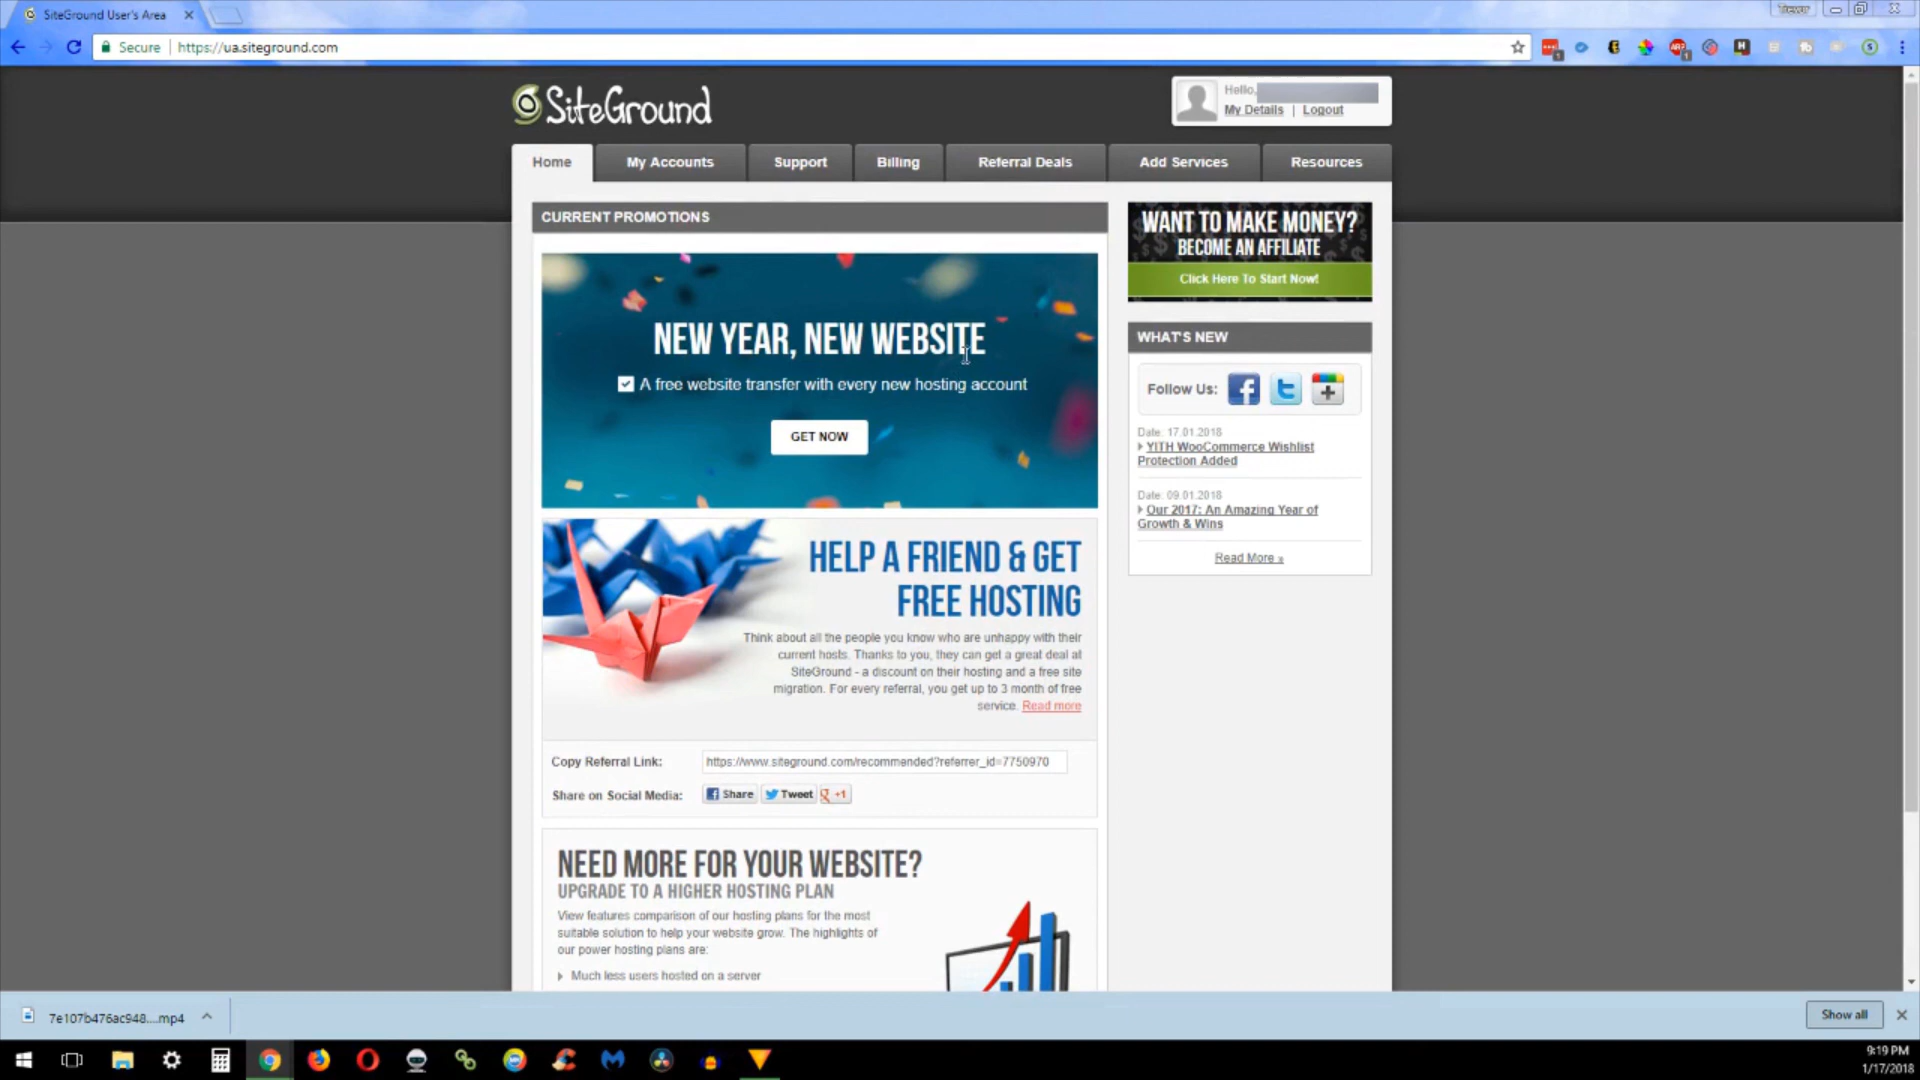 SiteGround User's Area
Trevor
Secure
https://ua.siteground.com
SiteGround
Hello,
My Details | Logout
Home
My Accounts
Support
Billing
Referral Deals
Add Services
Resources
CURRENT PROMOTIONS
NEW YEAR, NEW WEBSITE
A free website transfer with every new hosting account
GET NOW
HELP A FRIEND & GET
FREE HOSTING
Think about all the people you know who are unhappy with their
current hosts. Thanks to you, they can get a great deal at
SiteGround - a discount on their hosting and a free site
migration. For every referral, you get up to 3 month of free
service. Read more
Copy Referral Link:
https://www.siteground.com/recommended?referrer_id=7750970
Share on Social Media:
Share
Tweet
+1
NEED MORE FOR YOUR WEBSITE?
UPGRADE TO A HIGHER HOSTING PLAN
View features comparison of our hosting plans for the most
suitable solution to help your website grow. The highlights of
our power hosting plans are:
Much less users hosted on a server
WANT TO MAKE MONEY?
BECOME AN AFFILIATE
Click Here To Start Now!
WHAT'S NEW
Follow Us:
Date: 17.01.2018
YITH WooCommerce Wishlist
Protection Added
Date: 09.01.2018
Our 2017: An Amazing Year of
Growth & Wins
Read More »
7e107b476ac948....mp4
Show all
9:19 PM
1/17/2018